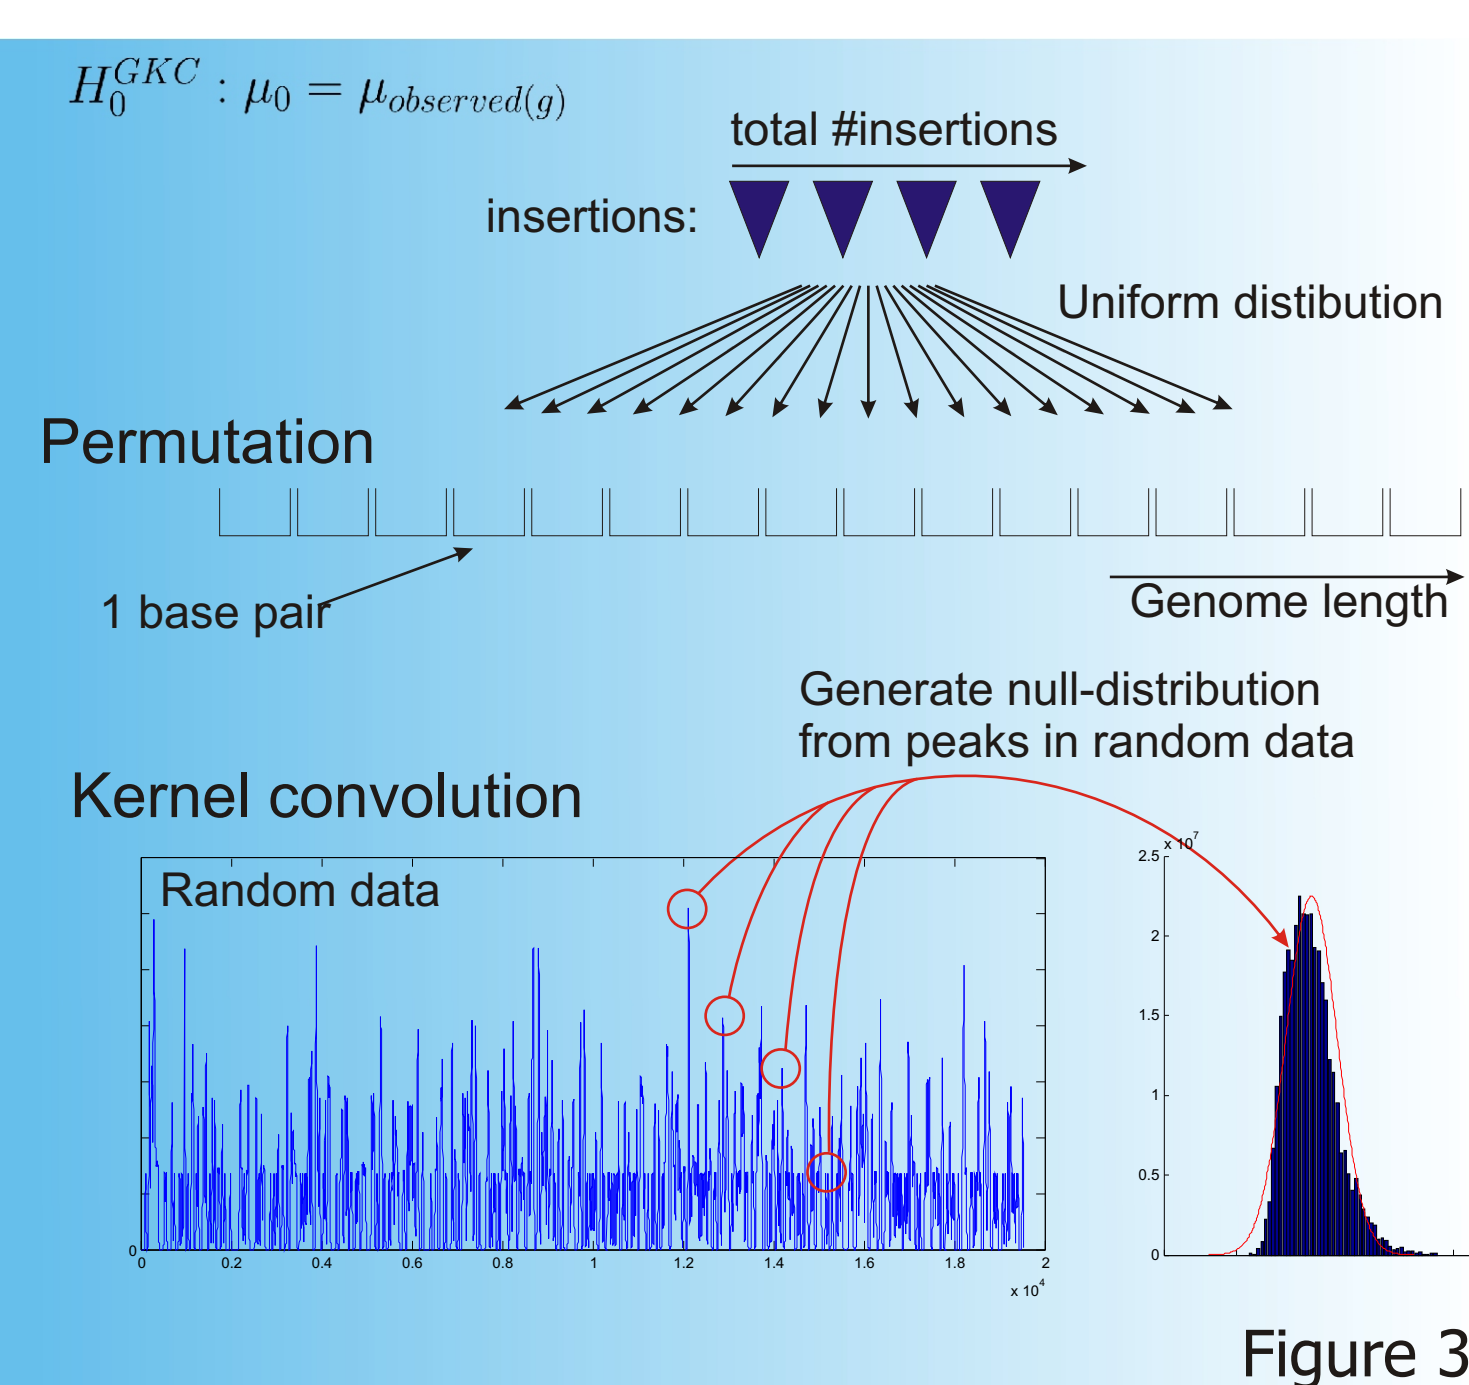 H_0^{GKC} : μ_0 = μ_{observed(g)}
total #insertions
insertions:
Uniform distibution
Permutation
1 base pair
Genome length
Generate null-distribution
from peaks in random data
Kernel convolution
Random data
0
0 0.2 0.4 0.6 0.8 1 1.2 1.4 1.6 1.8 2
x 10^4
x 10^7
2.5
2
1.5
1
0.5
0
Figure 3